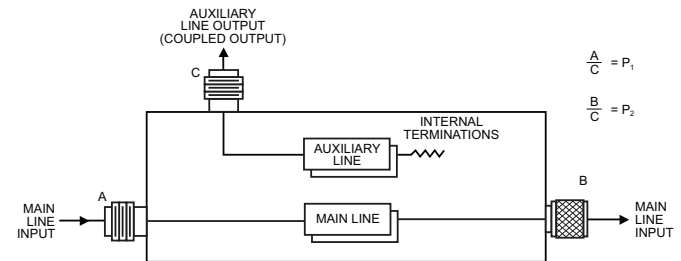 AUXILIARY
LINE OUTPUT
(COUPLED OUTPUT)
C
A
C
= P₁
B
C
= P₂
INTERNAL
TERMINATIONS
AUXILIARY
LINE
A
B
MAIN
LINE
INPUT
MAIN LINE
MAIN
LINE
INPUT